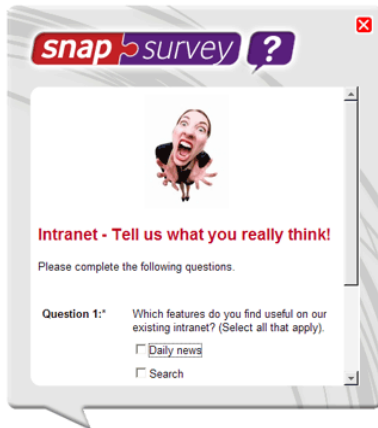 snap survey ?
Intranet - Tell us what you really think!
Please complete the following questions.
Question 1:* Which features do you find useful on our
existing intranet? (Select all that apply).
Daily news
Search